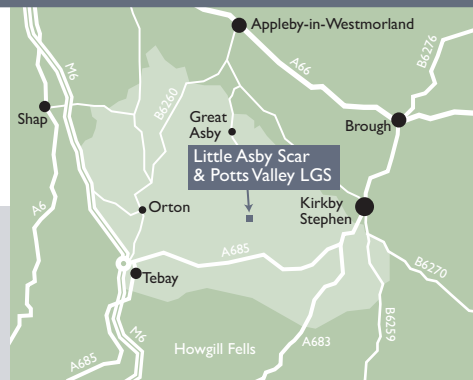 Appleby-in-Westmorland
M6
A66
B6276
B6260
Shap
Great
Asby
Brough
Little Asby Scar
& Potts Valley LGS
A6
Orton
Kirkby
Stephen
A685
Tebay
B6270
B6259
M6
Howgill Fells
A683
A685